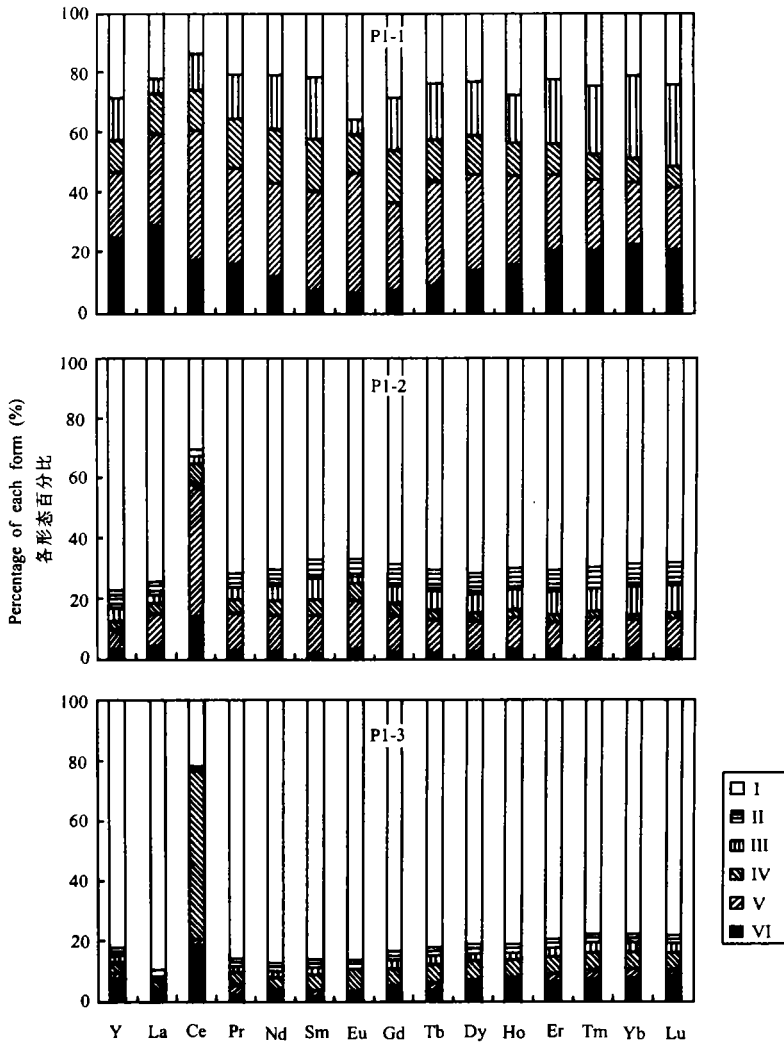 100
80
60
40
20
0
P1-1
100
80
60
40
20
0
P1-2
100
80
60
40
20
0
P1-3
Percentage of each form (%)
各形态百分比
I
II
III
IV
V
VI
Y La Ce Pr Nd Sm Eu Gd Tb Dy Ho Er Tm Yb Lu